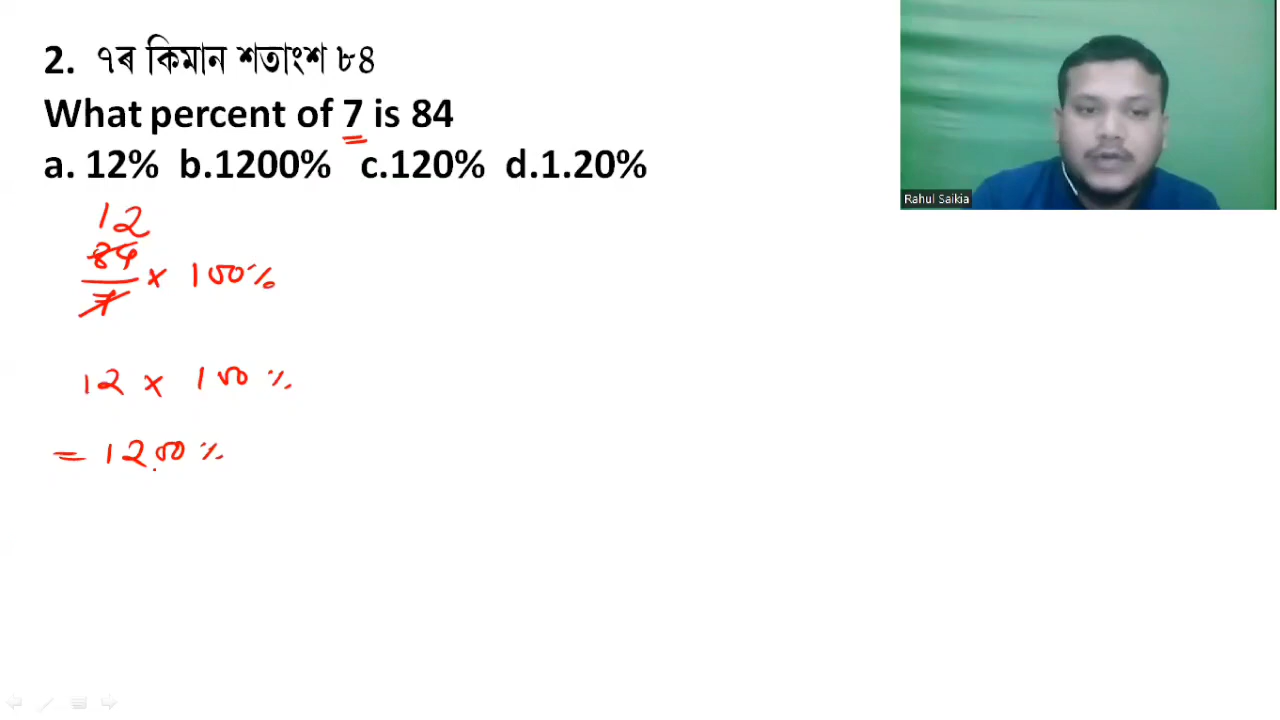 2. ৭ৰ কিমান শতাংশ ৮৪
What percent of 7 is 84
a. 12% b.1200% c.120% d.1.20%
12
84/7 × 100%
12 × 100%
= 1200%
Rahul Saikia